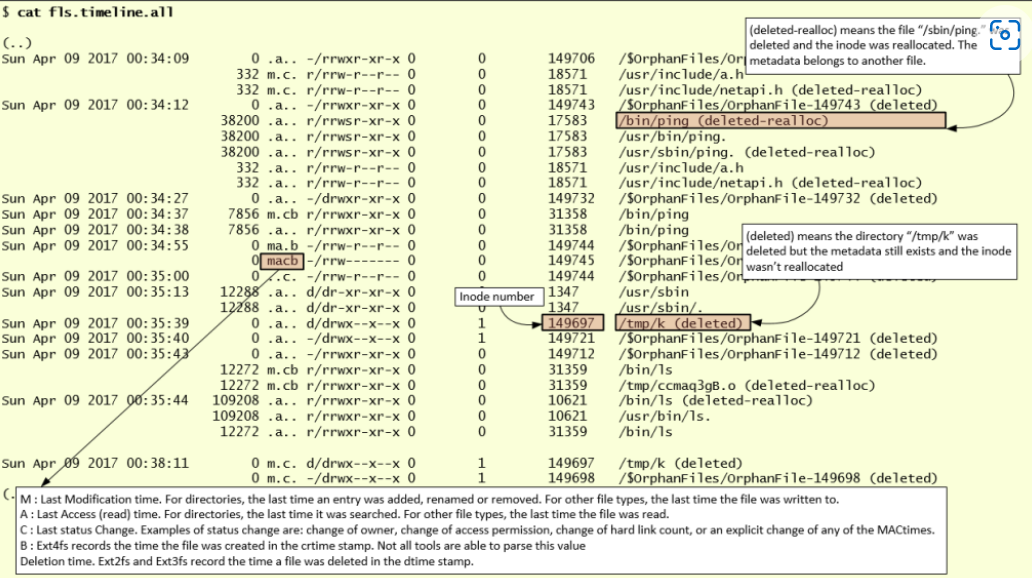 $ cat fls.timeline.all
(deleted-realloc) means the file "/sbin/ping."
deleted and the inode was reallocated. The
metadata belongs to another file.
(..)
Sun Apr 09 2017 00:34:09 0 .a.. -/rrwxr-xr-x 0 0 149706 /$OrphanFiles/Or
332 m.c. r/rrw-r--r-- 0 0 18571 /usr/include/a.h
332 m.c. r/rrw-r--r-- 0 0 18571 /usr/include/netapi.h (deleted-realloc)
Sun Apr 09 2017 00:34:12 0 .a.. -/rrwxr-xr-x 0 0 149743 /$OrphanFiles/OrphanFile-149743 (deleted)
38200 .a.. r/rrwsr-xr-x 0 0 17583 /bin/ping (deleted-realloc)
38200 .a.. r/rrwsr-xr-x 0 0 17583 /usr/bin/ping.
38200 .a.. r/rrwsr-xr-x 0 0 17583 /usr/sbin/ping. (deleted-realloc)
332 .a.. r/rrw-r--r-- 0 0 18571 /usr/include/a.h
332 .a.. r/rrw-r--r-- 0 0 18571 /usr/include/netapi.h (deleted-realloc)
Sun Apr 09 2017 00:34:27 0 .a.. -/drwxr-xr-x 0 0 149732 /$OrphanFiles/OrphanFile-149732 (deleted)
Sun Apr 09 2017 00:34:37 7856 m.cb r/rrwxr-xr-x 0 0 31358 /bin/ping
Sun Apr 09 2017 00:34:38 7856 .a.. r/rrwxr-xr-x 0 0 31358 /bin/ping
Sun Apr 09 2017 00:34:55 0 ma.b -/rrw-r--r-- 0 0 149744 /$OrphanFiles/Or
0 macb -/rrw------- 0 0 149745 /$OrphanFiles/Or
Sun Apr 09 2017 00:35:00 0 ..c. -/rrw-r--r-- 0 0 149744 /$OrphanFiles/Or
(deleted) means the directory "/tmp/k" was
deleted but the metadata still exists and the inode
wasn't reallocated
Sun Apr 09 2017 00:35:13 12288 .a.. d/dr-xr-xr-x 0 0 1347 /usr/sbin
12288 .a.. d/dr-xr-xr-x 0 0 1347 /usr/sbin/.
Inode number
Sun Apr 09 2017 00:35:39 0 .a.. d/drwx--x--x 0 1 149697 /tmp/k (deleted)
Sun Apr 09 2017 00:35:40 0 .a.. -/drwx--x--x 0 1 149721 /$OrphanFiles/OrphanFile-149721 (deleted)
Sun Apr 09 2017 00:35:43 0 .a.. -/drwxr-xr-x 0 0 149712 /$OrphanFiles/OrphanFile-149712 (deleted)
12272 m.cb r/rrwxr-xr-x 0 0 31359 /bin/ls
12272 m.cb r/rrwxr-xr-x 0 0 31359 /tmp/ccmaq3gB.o (deleted-realloc)
Sun Apr 09 2017 00:35:44 109208 .a.. r/rrwxr-xr-x 0 0 10621 /bin/ls (deleted-realloc)
109208 .a.. r/rrwxr-xr-x 0 0 10621 /usr/bin/ls.
12272 .a.. r/rrwxr-xr-x 0 0 31359 /bin/ls
Sun Apr 09 2017 00:38:11 0 m.c. d/drwx--x--x 0 1 149697 /tmp/k (deleted)
0 m.c. -/drwx--x--x 0 1 149698 /$OrphanFiles/OrphanFile-149698 (deleted)
(.
M : Last Modification time. For directories, the last time an entry was added, renamed or removed. For other file types, the last time the file was written to.
A : Last Access (read) time. For directories, the last time it was searched. For other file types, the last time the file was read.
C : Last status Change. Examples of status change are: change of owner, change of access permission, change of hard link count, or an explicit change of any of the MACtimes.
B : Ext4fs records the time the file was created in the crtime stamp. Not all tools are able to parse this value
Deletion time. Ext2fs and Ext3fs record the time a file was deleted in the dtime stamp.